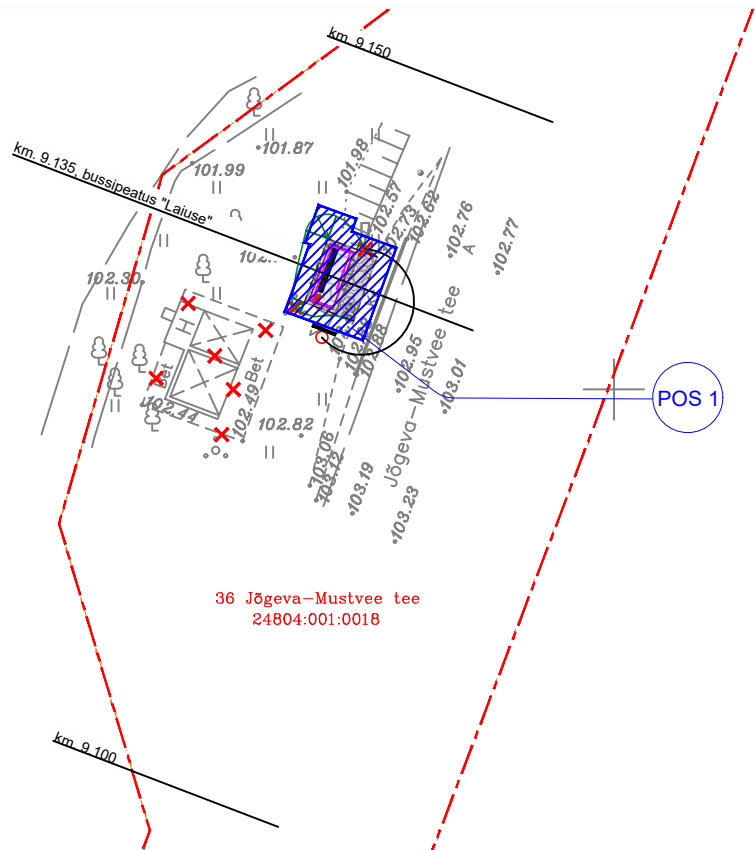 km. 9.150
101.87
101.99
101.98
km. 9.135, bussipeatus "Laiuse"
102.57
102.73
102.62
102.76
102.77
A
102.30
Jõgeva-Mustvee tee
102.95
103.01
POS 1
Bet
Bet
102.44
102.49
102.82
103.06
103.12
103.19
103.23
36 Jõgeva-Mustvee tee
24804:001:0018
km. 9.100